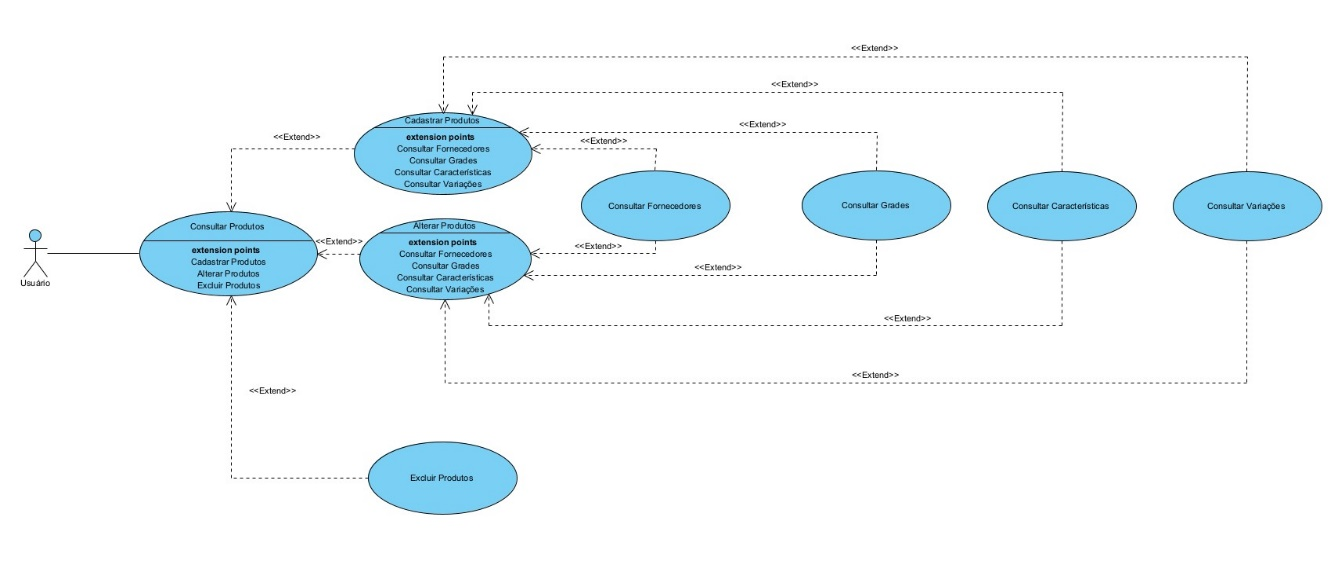 <<Extend>>
<<Extend>>
Cadastrar Produtos
extension points
Consultar Fornecedores
Consultar Grades
Consultar Características
Consultar Variações
<<Extend>>
<<Extend>>
<<Extend>>
Consultar Fornecedores
Consultar Grades
Consultar Características
Consultar Variações
Consultar Produtos
extension points
Cadastrar Produtos
Alterar Produtos
Excluir Produtos
<<Extend>>
Alterar Produtos
extension points
Consultar Fornecedores
Consultar Grades
Consultar Características
Consultar Variações
<<Extend>>
<<Extend>>
Usuário
<<Extend>>
<<Extend>>
<<Extend>>
Excluir Produtos